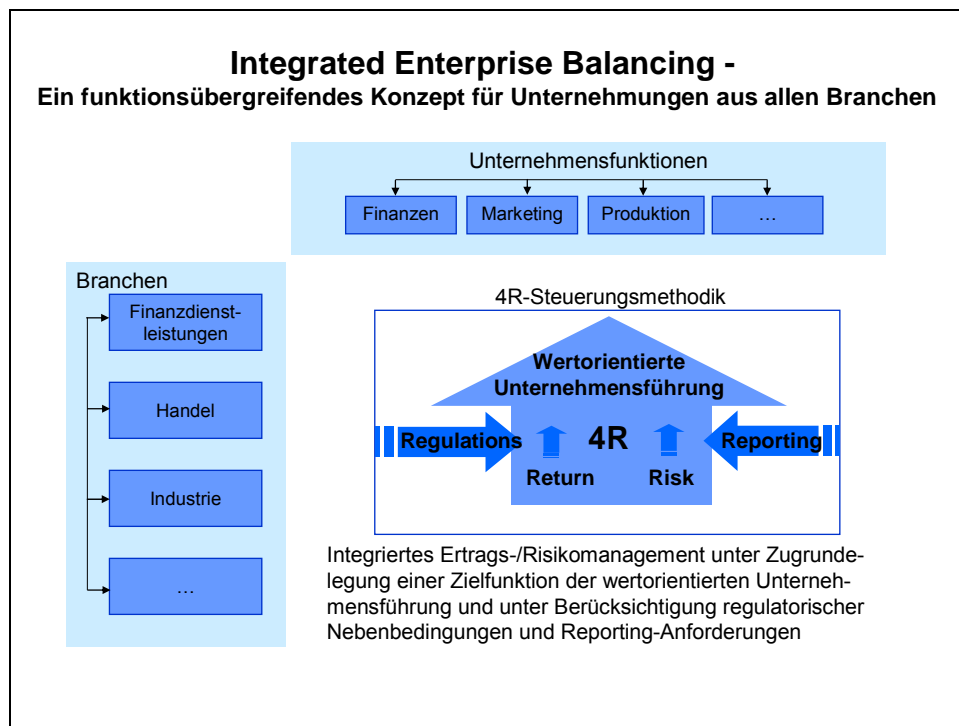 Integrated Enterprise Balancing -
Ein funktionsübergreifendes Konzept für Unternehmungen aus allen Branchen
Unternehmensfunktionen
Finanzen
Marketing
Produktion
…
Branchen
Finanzdienst-
leistungen
Handel
Industrie
…
4R-Steuerungsmethodik
Wertorientierte
Unternehmensführung
Regulations
4R
Reporting
Return
Risk
Integriertes Ertrags-/Risikomanagement unter Zugrunde-
legung einer Zielfunktion der wertorientierten Unterneh-
mensführung und unter Berücksichtigung regulatorischer
Nebenbedingungen und Reporting-Anforderungen